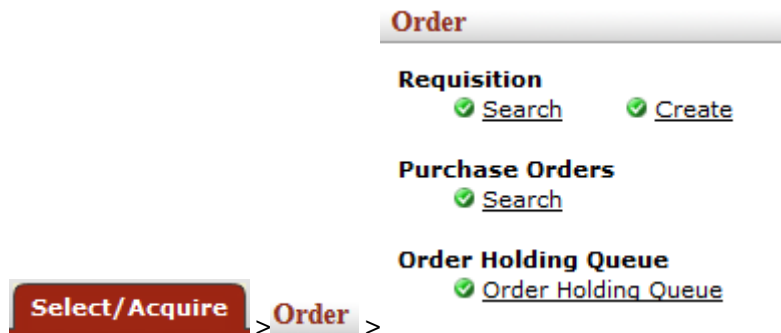 Order
Requisition
Search Create
Purchase Orders
Search
Order Holding Queue
Order Holding Queue
Select/Acquire > Order >